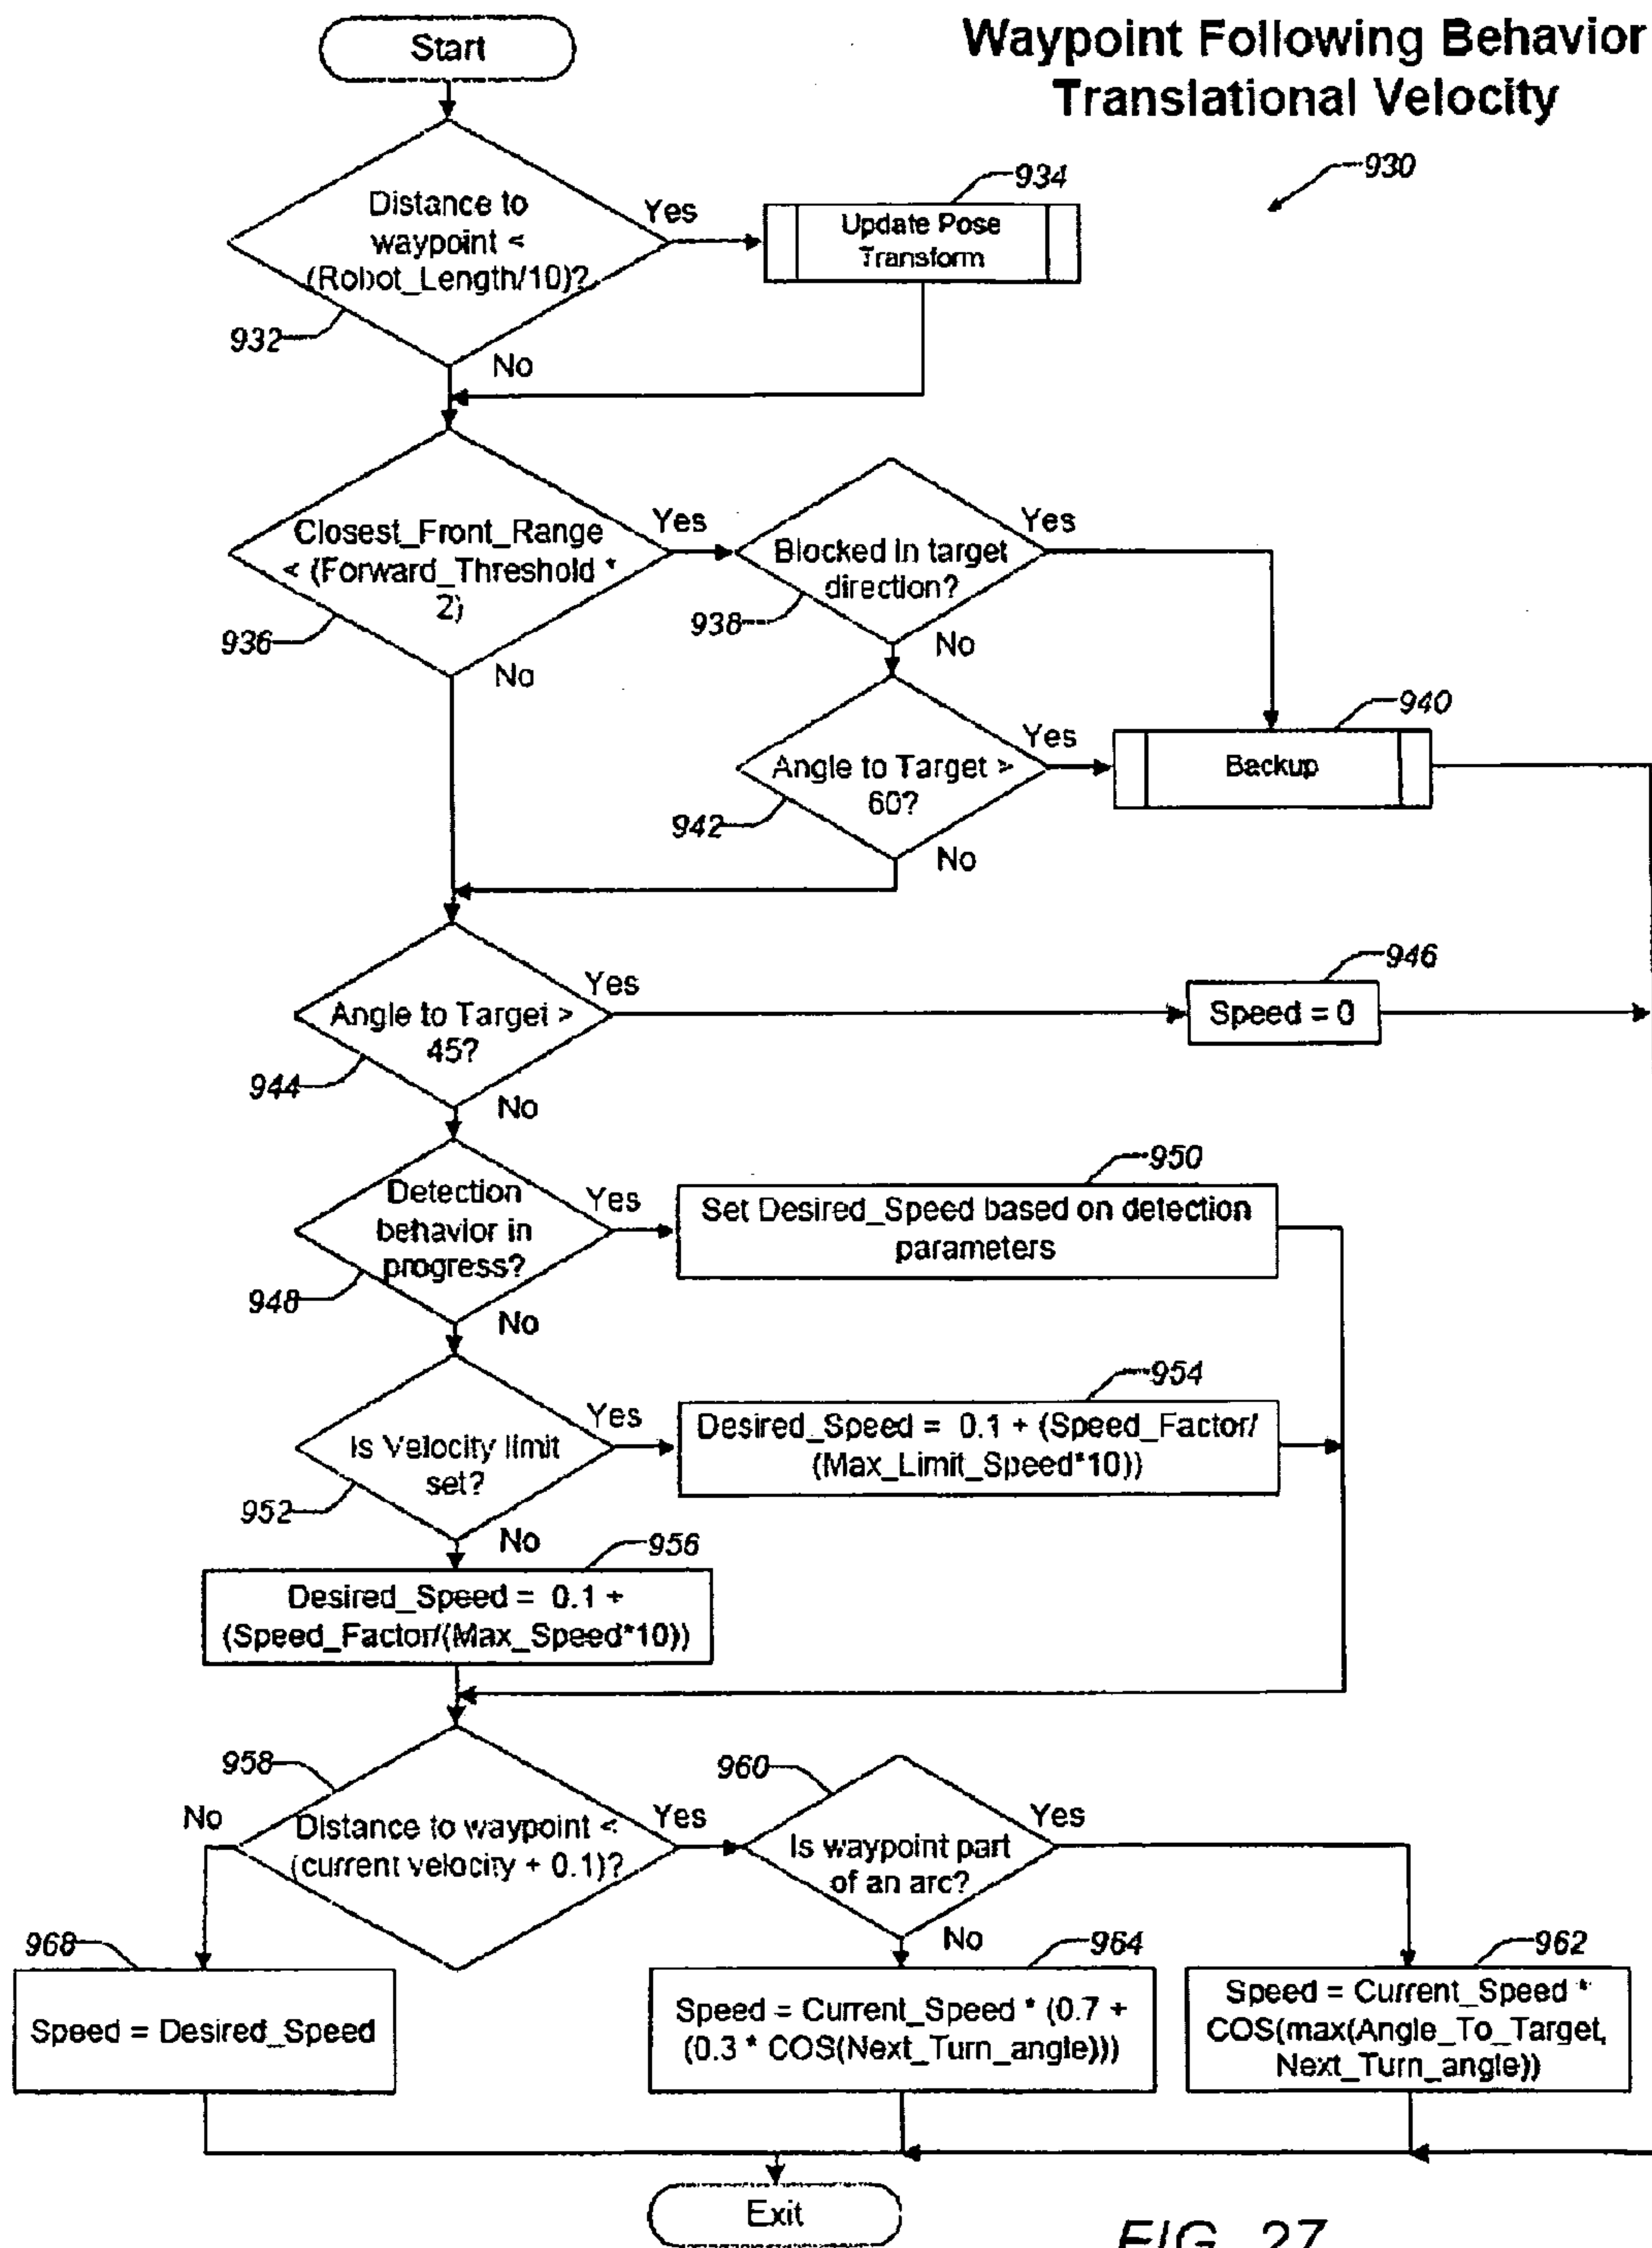 Waypoint Following Behavior
Translational Velocity
930
Start
Distance to
waypoint <
(Robot_Length/10)?
932
Yes
No
934
Update Pose
Transform
Closest_Front_Range
< (Forward_Threshold *
2)
936
Yes
No
Blocked in target
direction?
938
Yes
No
Angle to Target >
60?
942
Yes
No
940
Backup
Angle to Target >
45?
944
Yes
No
946
Speed = 0
Detection
behavior in
progress?
948
Yes
No
950
Set Desired_Speed based on detection
parameters
Is Velocity limit
set?
952
Yes
No
954
Desired_Speed = 0.1 + (Speed_Factor/
(Max_Limit_Speed*10))
956
Desired_Speed = 0.1 +
(Speed_Factor/(Max_Speed*10))
958
Distance to waypoint <
(current velocity + 0.1)?
No
Yes
960
Is waypoint part
of an arc?
Yes
No
968
Speed = Desired_Speed
964
Speed = Current_Speed * (0.7 +
(0.3 * COS(Next_Turn_angle)))
962
Speed = Current_Speed *
COS(max(Angle_To_Target,
Next_Turn_angle))
Exit
FIG. 27